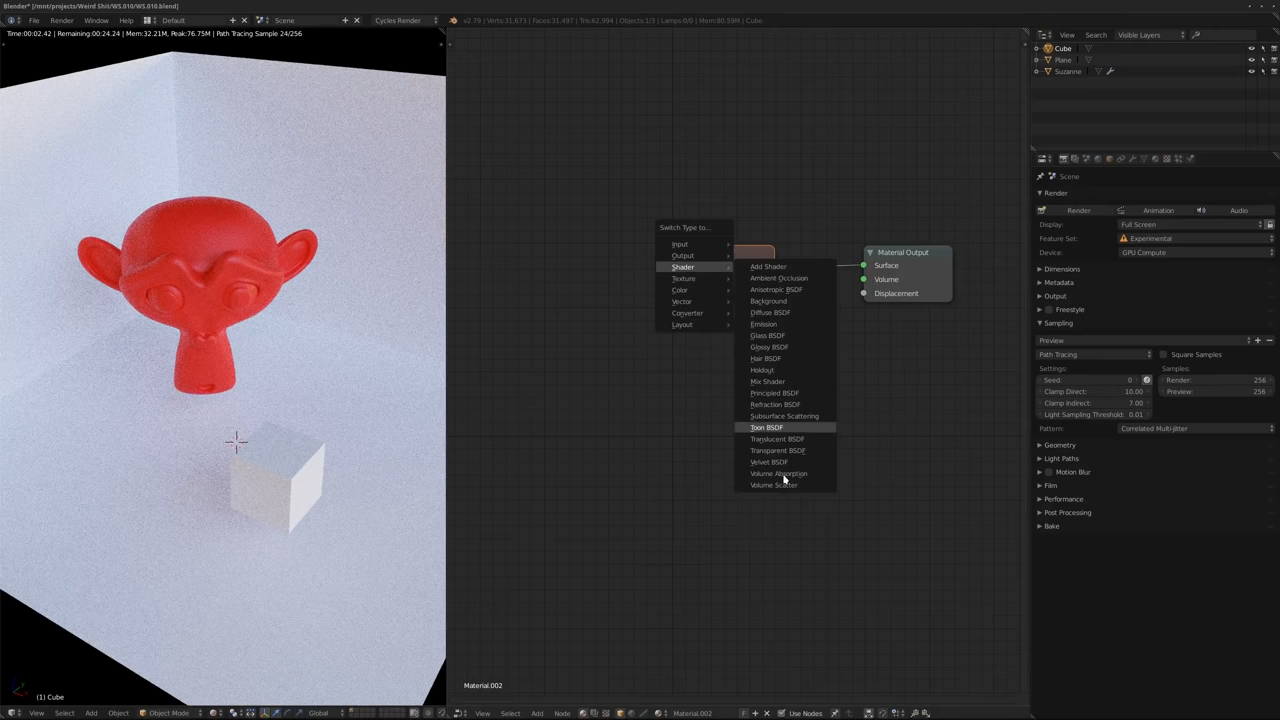 Blender* [/mnt/projects/Weird Shit/WS.010/WS.010.blend]
File Render Window Help Default Scene Cycles Render v2.79 | Verts:31,673 | Faces:31,497 | Tris:62,994 | Objects:1/3 | Lamps:0/0 | Mem:80.59M | Cube
Time:00:02.42 | Remaining:00:24.24 | Mem:32.21M, Peak:76.75M | Path Tracing Sample 24/256
View Search Visible Layers
Cube
Plane
Suzanne
Scene
Render
Render Animation Audio
Display: Full Screen
Feature Set: Experimental
Device: GPU Compute
Dimensions
Metadata
Output
Freestyle
Sampling
Preview
Path Tracing Square Samples
Settings: Samples:
Seed: 0 Render: 256
Clamp Direct: 10.00 Preview: 256
Clamp Indirect: 7.00
Light Sampling Threshold: 0.01
Pattern: Correlated Multi-Jitter
Geometry
Light Paths
Motion Blur
Film
Performance
Post Processing
Bake
Switch Type to...
Input
Output
Shader
Texture
Color
Vector
Converter
Layout
Add Shader
Ambient Occlusion
Anisotropic BSDF
Background
Diffuse BSDF
Emission
Glass BSDF
Glossy BSDF
Hair BSDF
Holdout
Mix Shader
Principled BSDF
Refraction BSDF
Subsurface Scattering
Toon BSDF
Translucent BSDF
Transparent BSDF
Velvet BSDF
Volume Absorption
Volume Scatter
Material Output
Surface
Volume
Displacement
(1) Cube
Material.002
View Select Add Object Object Mode Global
View Select Add Node Material.002 F Use Nodes